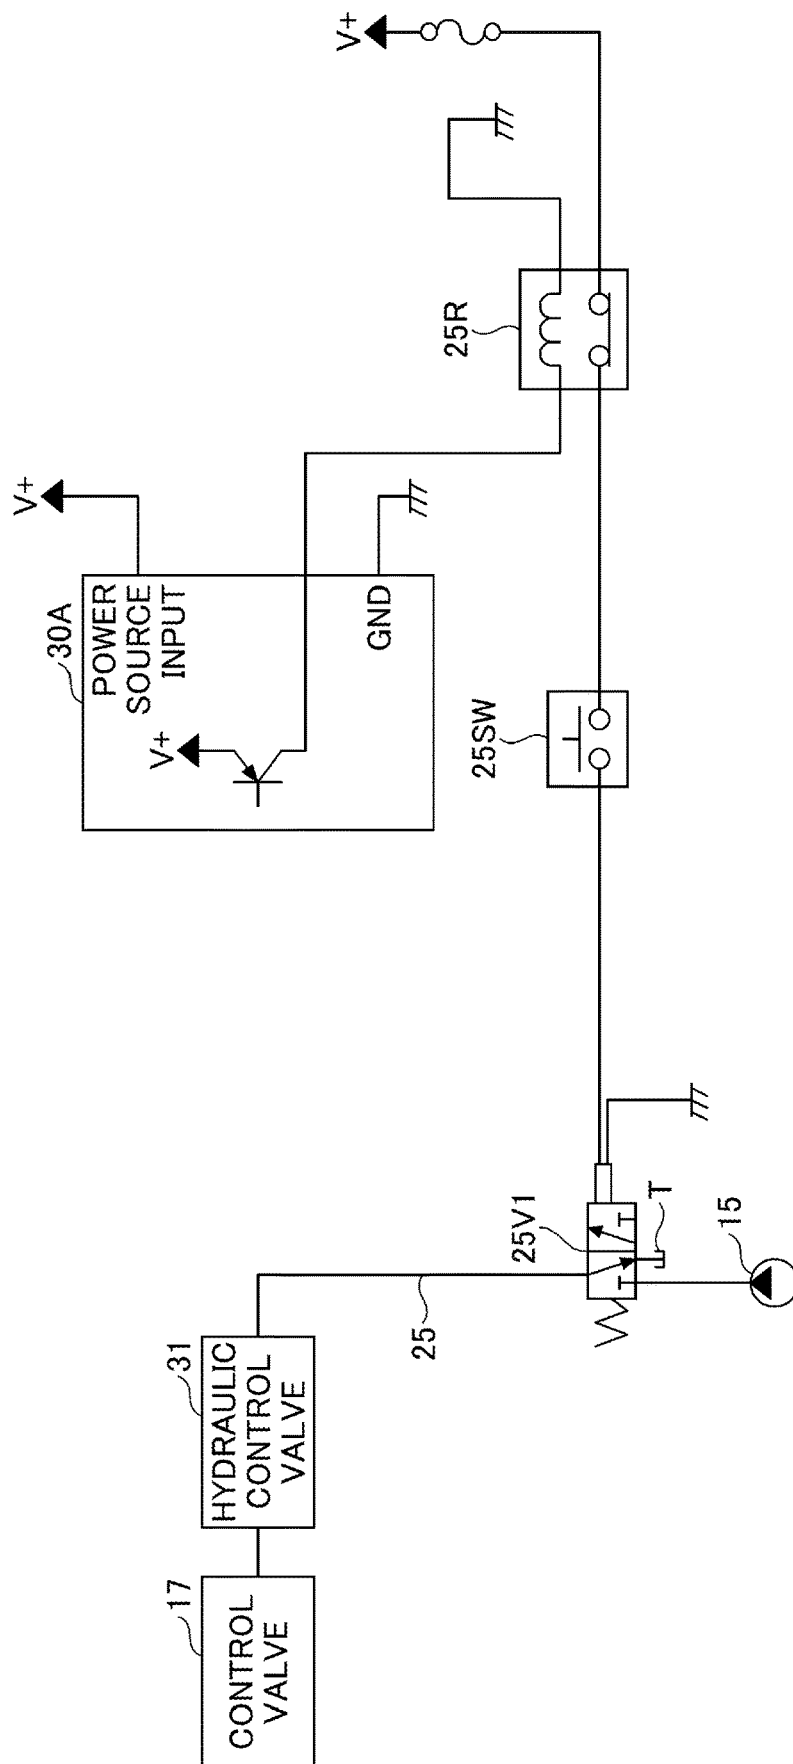 V+
V+
30A
POWER
SOURCE
INPUT
V+
GND
25R
25SW
17
CONTROL
VALVE
31
HYDRAULIC
CONTROL
VALVE
25
25V1
T
15